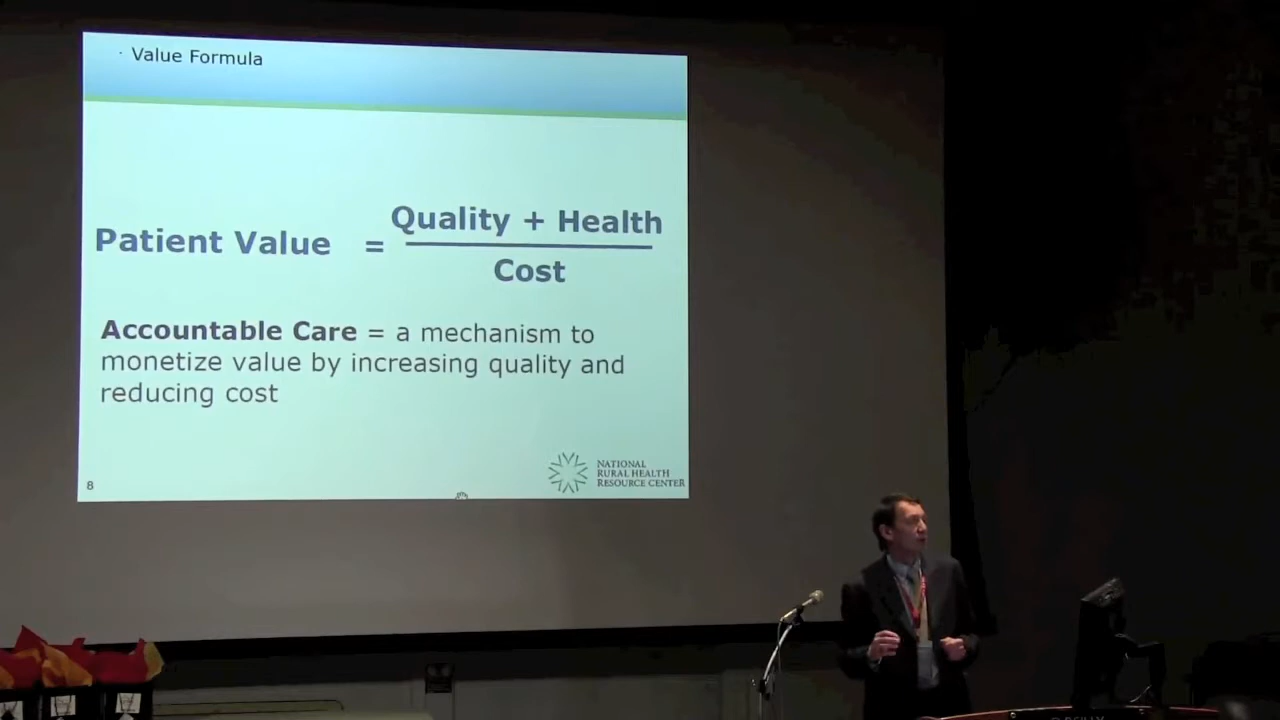 · Value Formula
Patient Value = Quality + Health
Cost
Accountable Care = a mechanism to
monetize value by increasing quality and
reducing cost
8
NATIONAL
RURAL HEALTH
RESOURCE CENTER